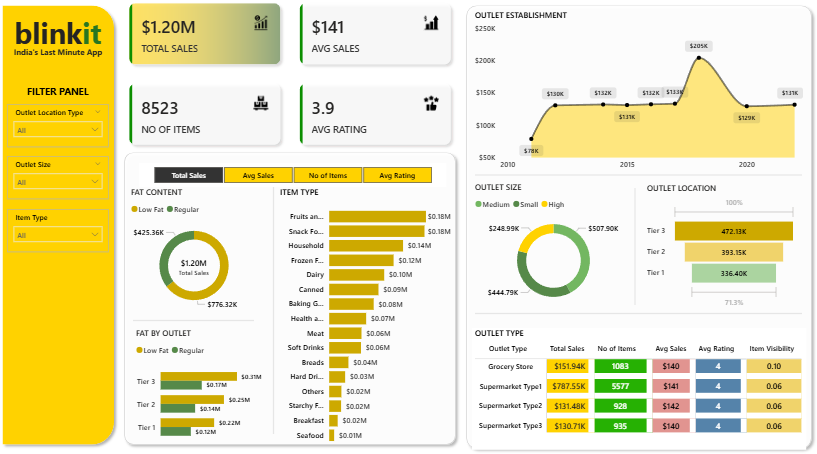 blinkit
India's Last Minute App
FILTER PANEL
Outlet Location Type
All
Outlet Size
All
Item Type
All
$1.20M
TOTAL SALES
$141
AVG SALES
8523
NO OF ITEMS
3.9
AVG RATING
Total Sales
Avg Sales
No of Items
Avg Rating
FAT CONTENT
Low Fat Regular
$425.36K
$1.20M
Total Sales
$776.32K
FAT BY OUTLET
Low Fat Regular
Tier 3 $0.31M
$0.17M
Tier 2 $0.25M
$0.14M
Tier 1 $0.22M
$0.12M
ITEM TYPE
Fruits an... $0.18M
Snack Fo... $0.18M
Household $0.14M
Frozen F... $0.12M
Dairy $0.10M
Canned $0.09M
Baking G... $0.08M
Health a... $0.07M
Meat $0.06M
Soft Drinks $0.06M
Breads $0.04M
Hard Dri... $0.03M
Others $0.02M
Starchy F... $0.02M
Breakfast $0.02M
Seafood $0.01M
OUTLET ESTABLISHMENT
$250K
$200K
$150K
$100K
$50K
$78K
$130K
$132K
$131K
$132K
$133K
$205K
$129K
$131K
2010
2015
2020
OUTLET SIZE
Medium Small High
$248.99K
$507.90K
$444.79K
OUTLET LOCATION
100%
Tier 3 472.13K
Tier 2 393.15K
Tier 1 336.40K
71.3%
OUTLET TYPE
Outlet Type Total Sales No of Items Avg Sales Avg Rating Item Visibility
Grocery Store $151.94K 1083 $140 4 0.10
Supermarket Type1 $787.55K 5577 $141 4 0.06
Supermarket Type2 $131.48K 928 $142 4 0.06
Supermarket Type3 $130.71K 935 $140 4 0.06